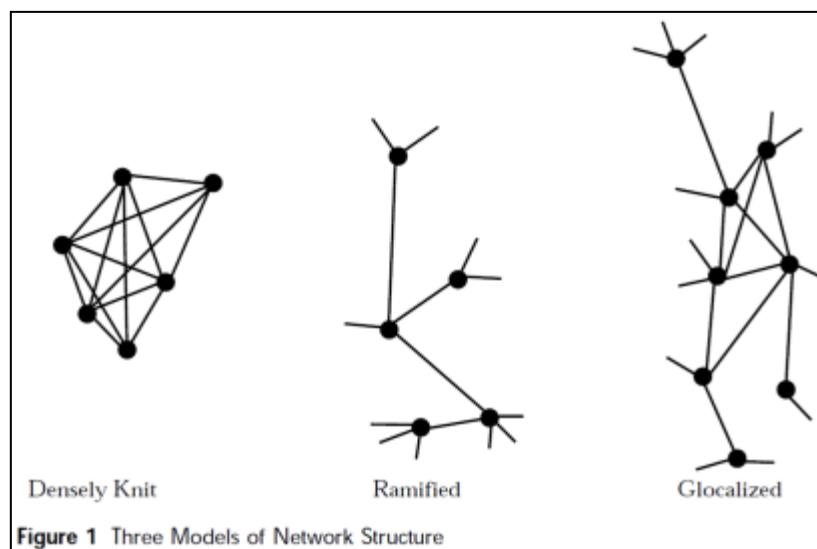 Densely Knit
Ramified
Glocalized
Figure 1 Three Models of Network Structure